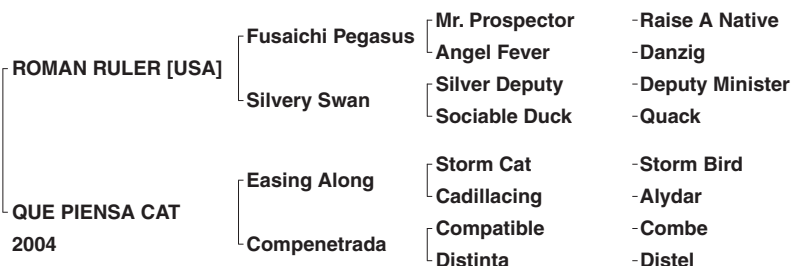 Mr. Prospector -Raise A Native
Fusaichi Pegasus
Angel Fever -Danzig
ROMAN RULER [USA]
Silver Deputy -Deputy Minister
Silvery Swan
Sociable Duck -Quack
Storm Cat -Storm Bird
Easing Along
Cadillacing -Alydar
QUE PIENSA CAT
Compatible -Combe
2004 Compenetrada
Distinta -Distel